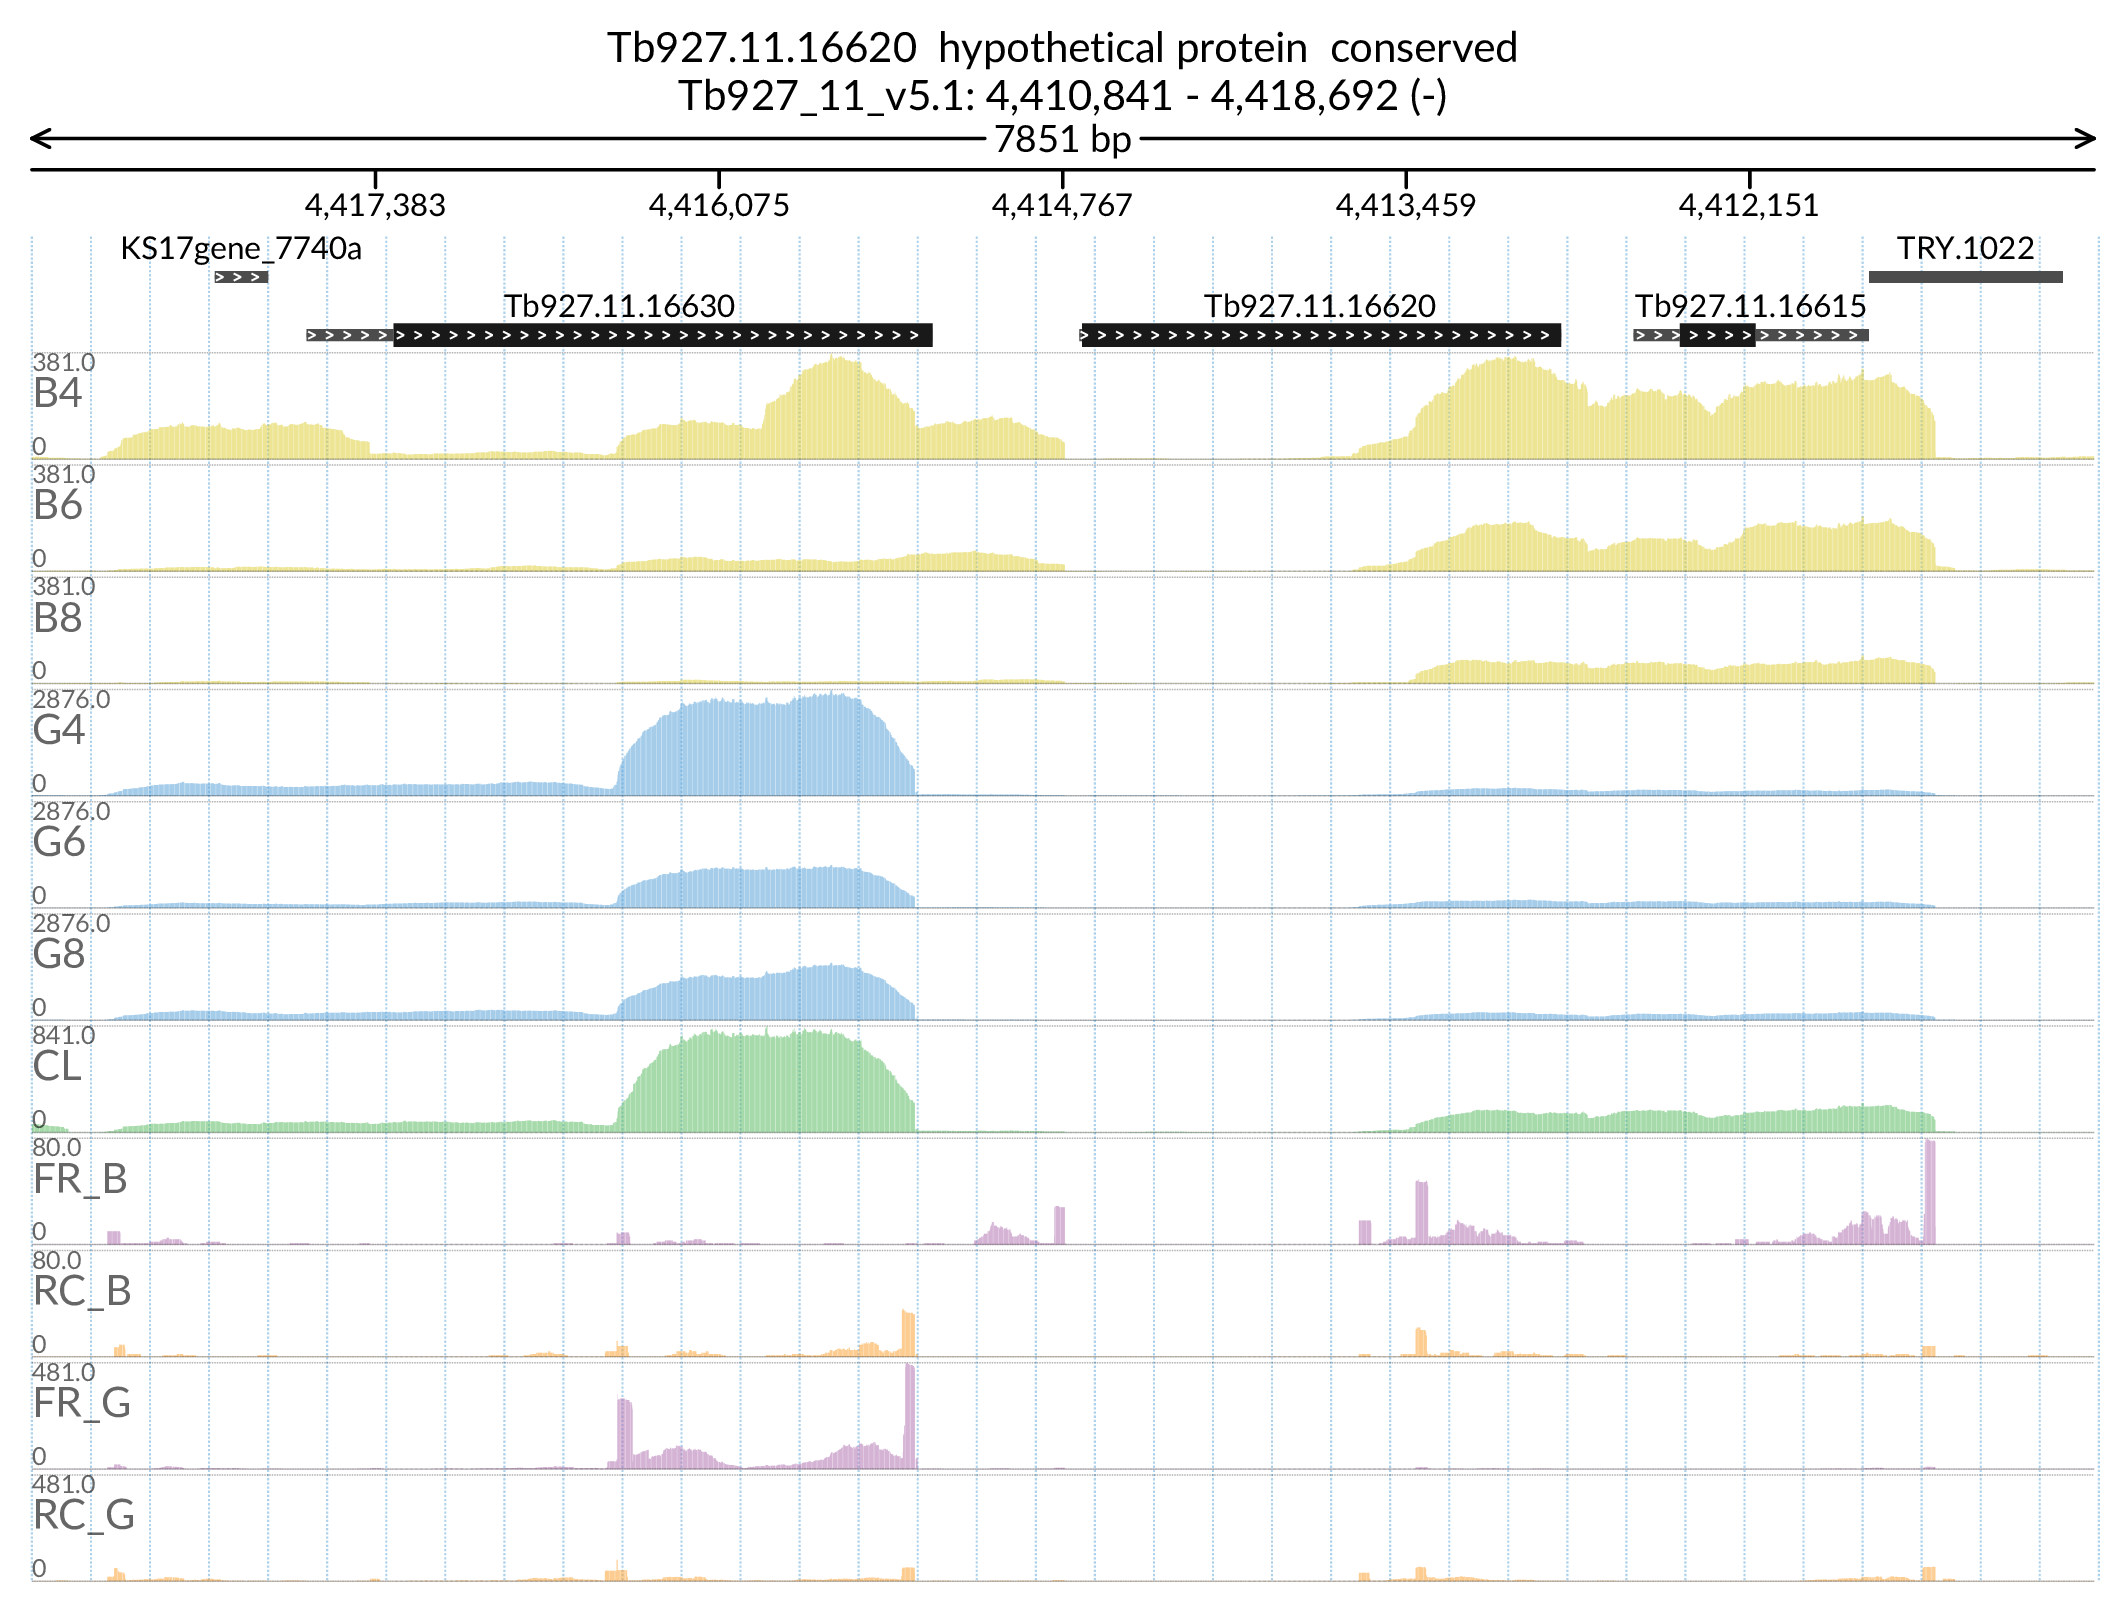 Tb927.11.16620 hypothetical protein conserved
Tb927_11_v5.1: 4,410,841 - 4,418,692 (-)
7851 bp
4,417,383 4,416,075 4,414,767 4,413,459 4,412,151
KS17gene_7740a TRY.1022
Tb927.11.16630 Tb927.11.16620 Tb927.11.16615
381.0
B4
0
381.0
B6
0
381.0
B8
0
2876.0
G4
0
2876.0
G6
0
2876.0
G8
0
841.0
CL
0
80.0
FR_B
0
80.0
RC_B
0
481.0
FR_G
0
481.0
RC_G
0